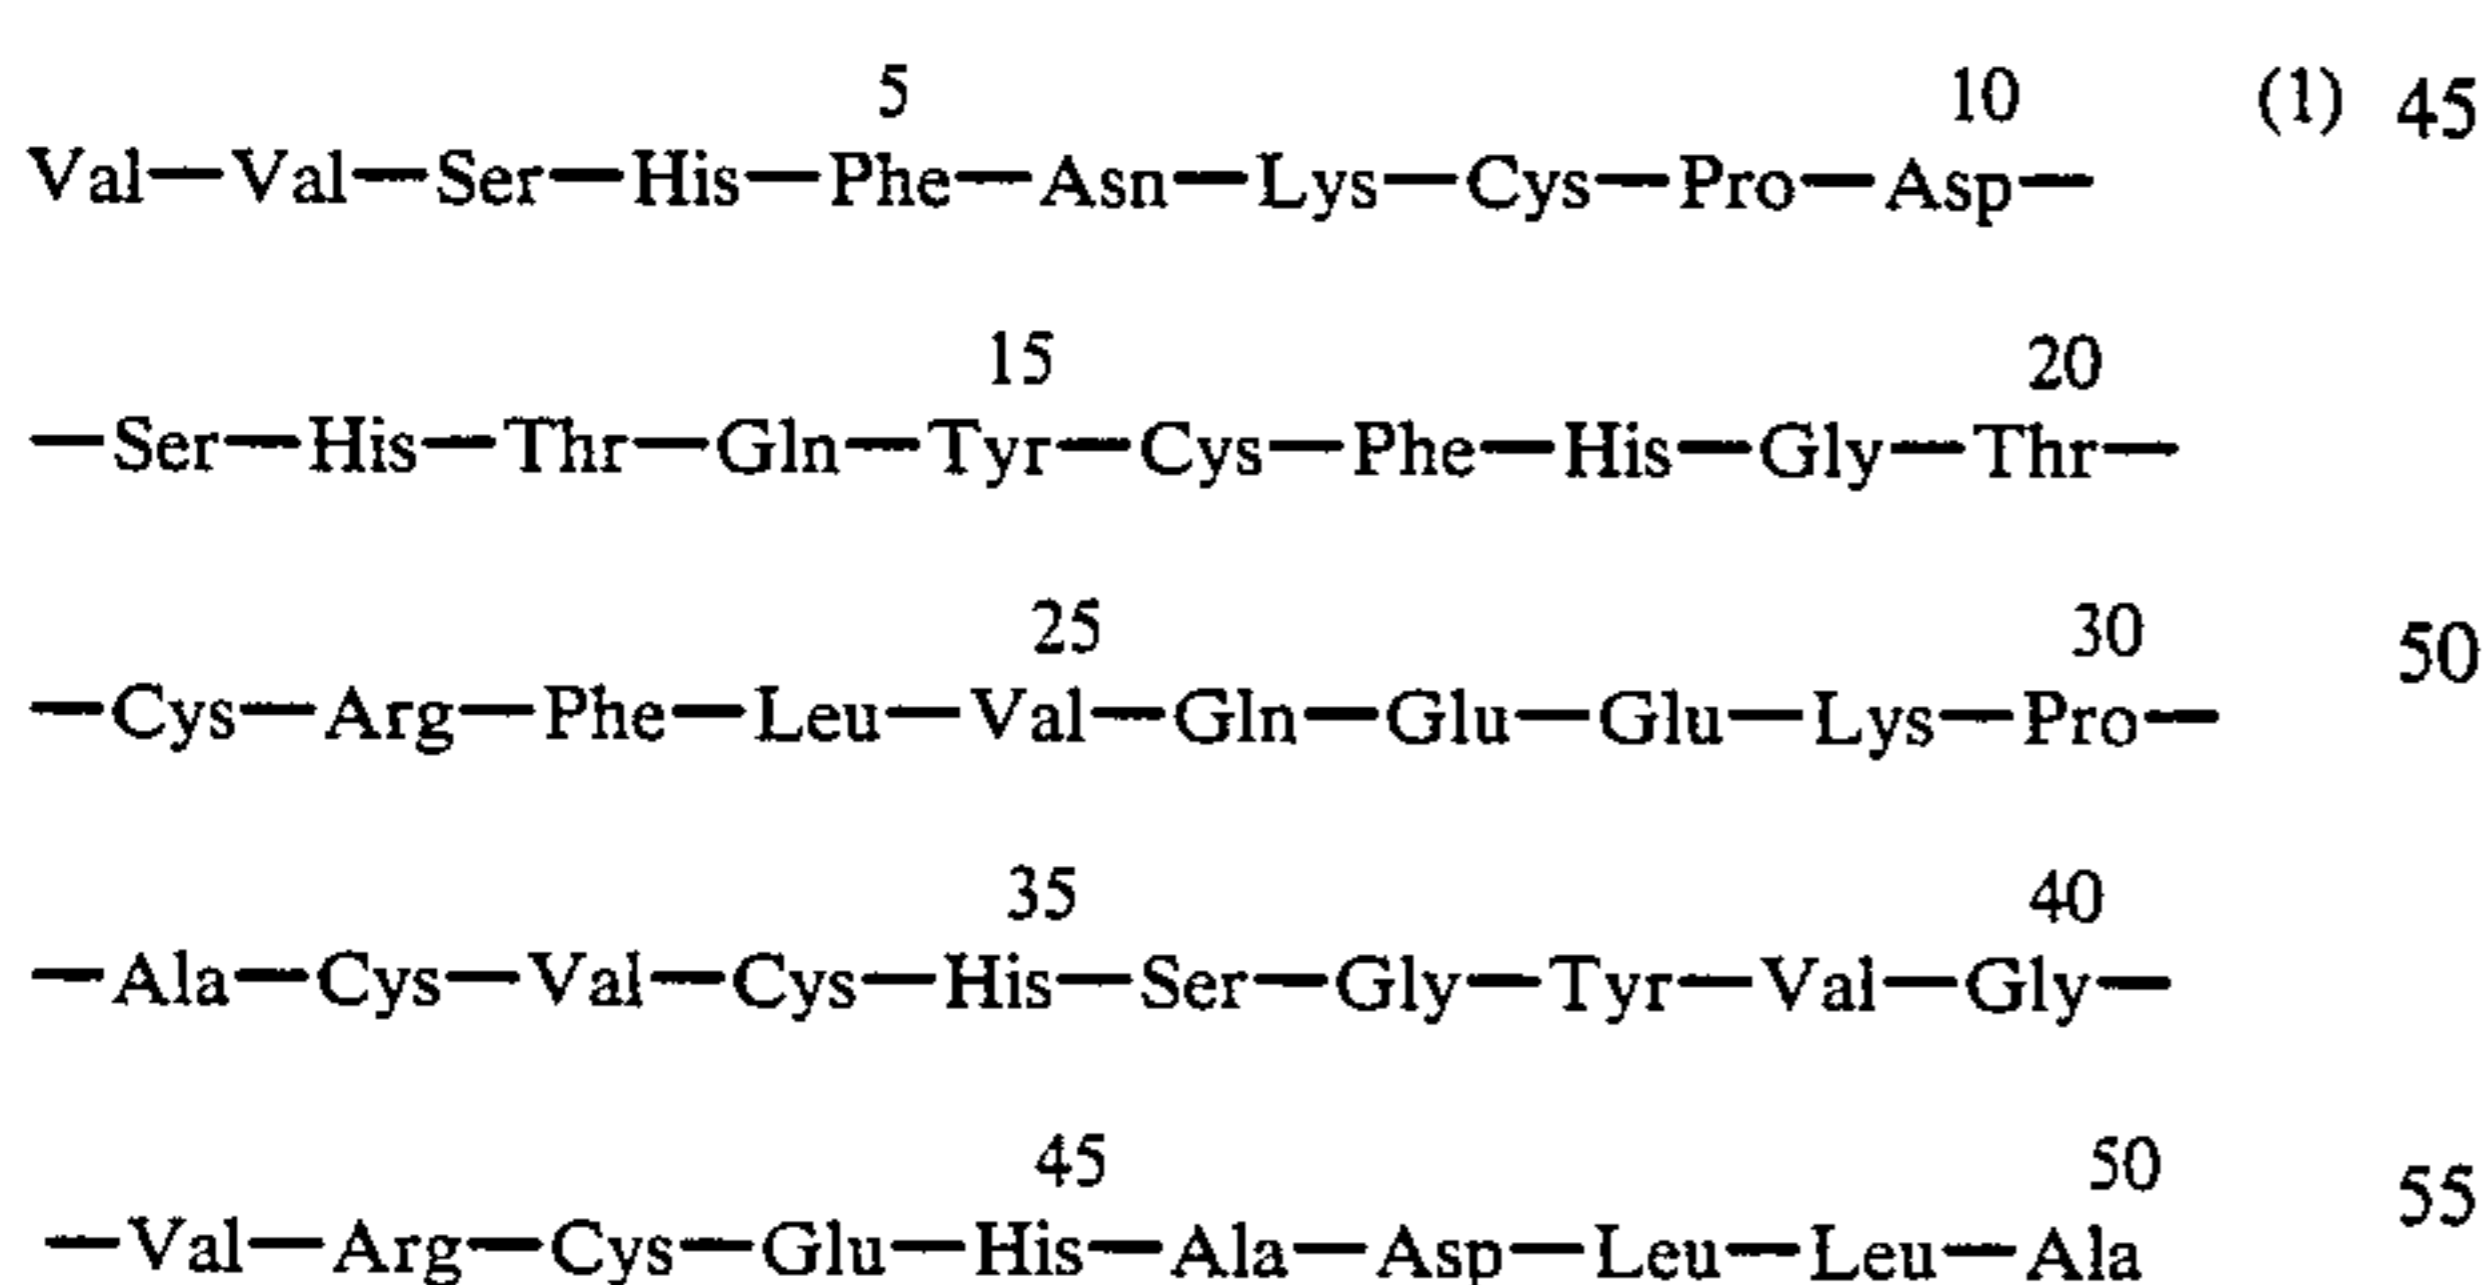 5 10 (1) 45
Val—Val—Ser—His—Phe—Asn—Lys—Cys—Pro—Asp—
15 20
—Ser—His—Thr—Gln—Tyr—Cys—Phe—His—Gly—Thr—
25 30 50
—Cys—Arg—Phe—Leu—Val—Gln—Glu—Glu—Lys—Pro—
35 40
—Ala—Cys—Val—Cys—His—Ser—Gly—Tyr—Val—Gly—
45 50 55
—Val—Arg—Cys—Glu—His—Ala—Asp—Leu—Leu—Ala